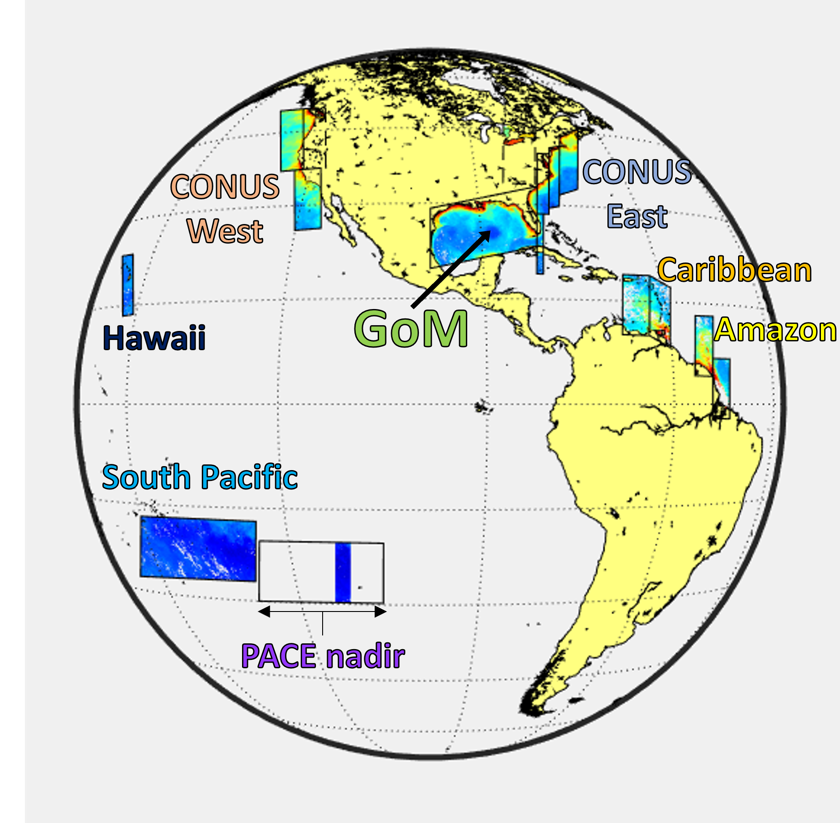 CONUS
West
CONUS
East
Caribbean
Amazon
GoM
Hawaii
South Pacific
PACE nadir